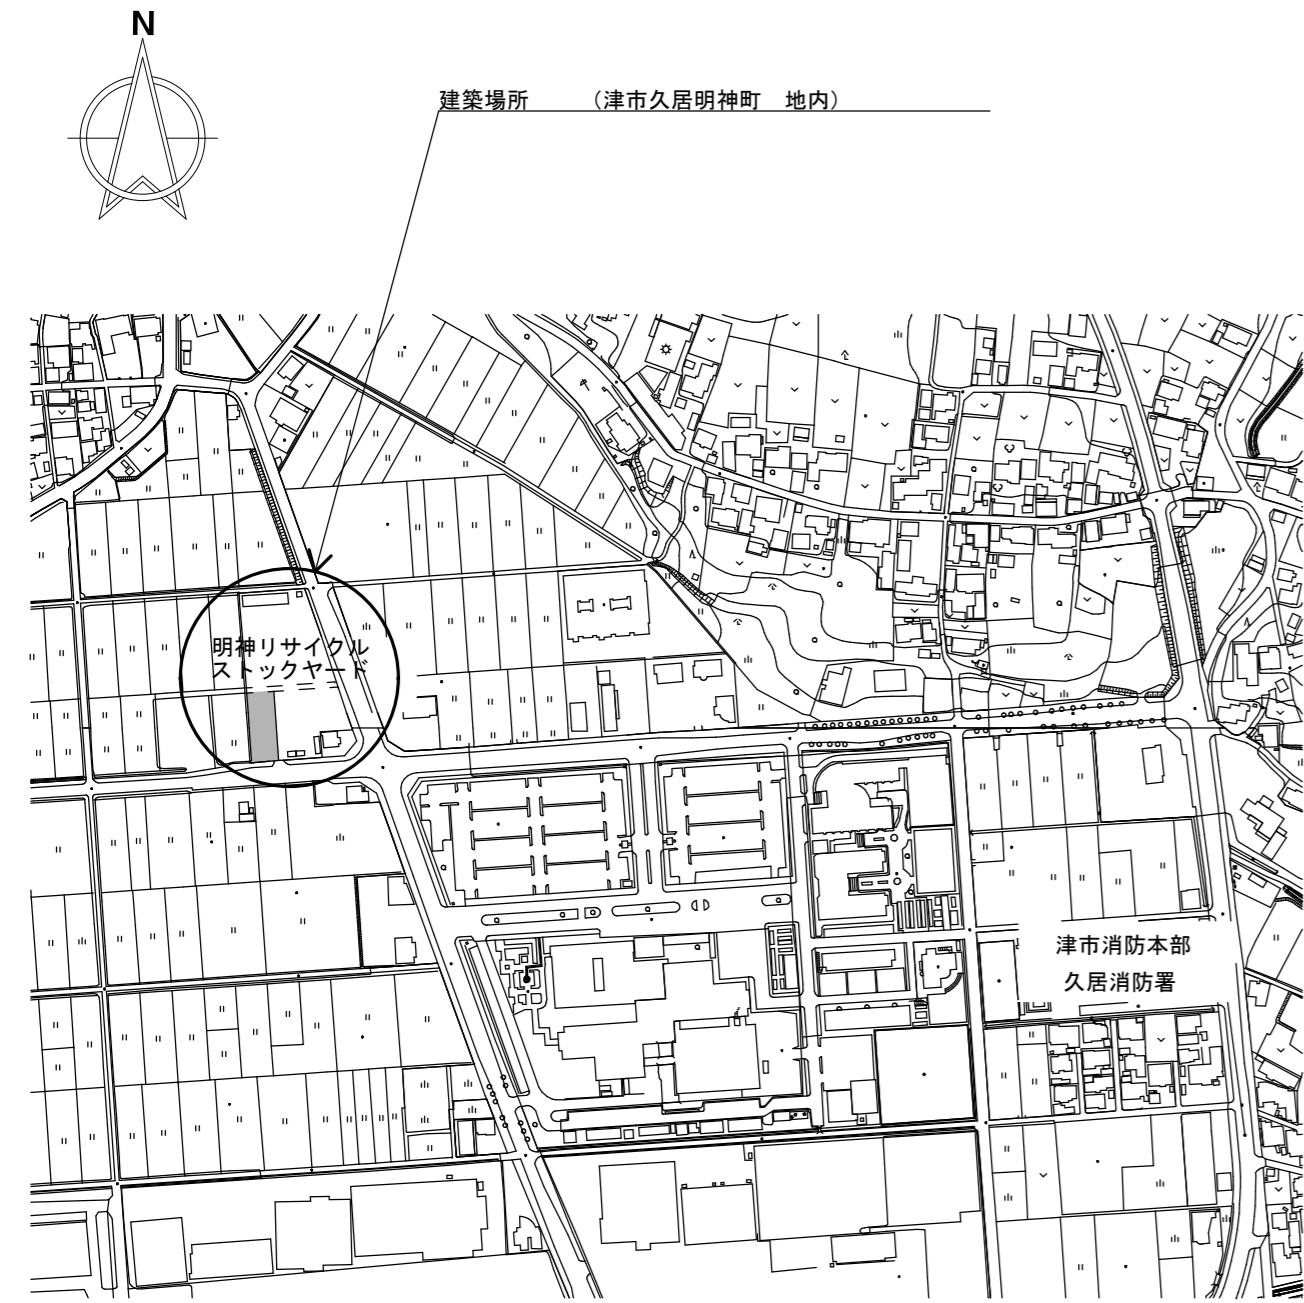 N
建築場所　　（津市久居明神町　地内）
明神リサイクル
ストックヤード
津市消防本部
久居消防署